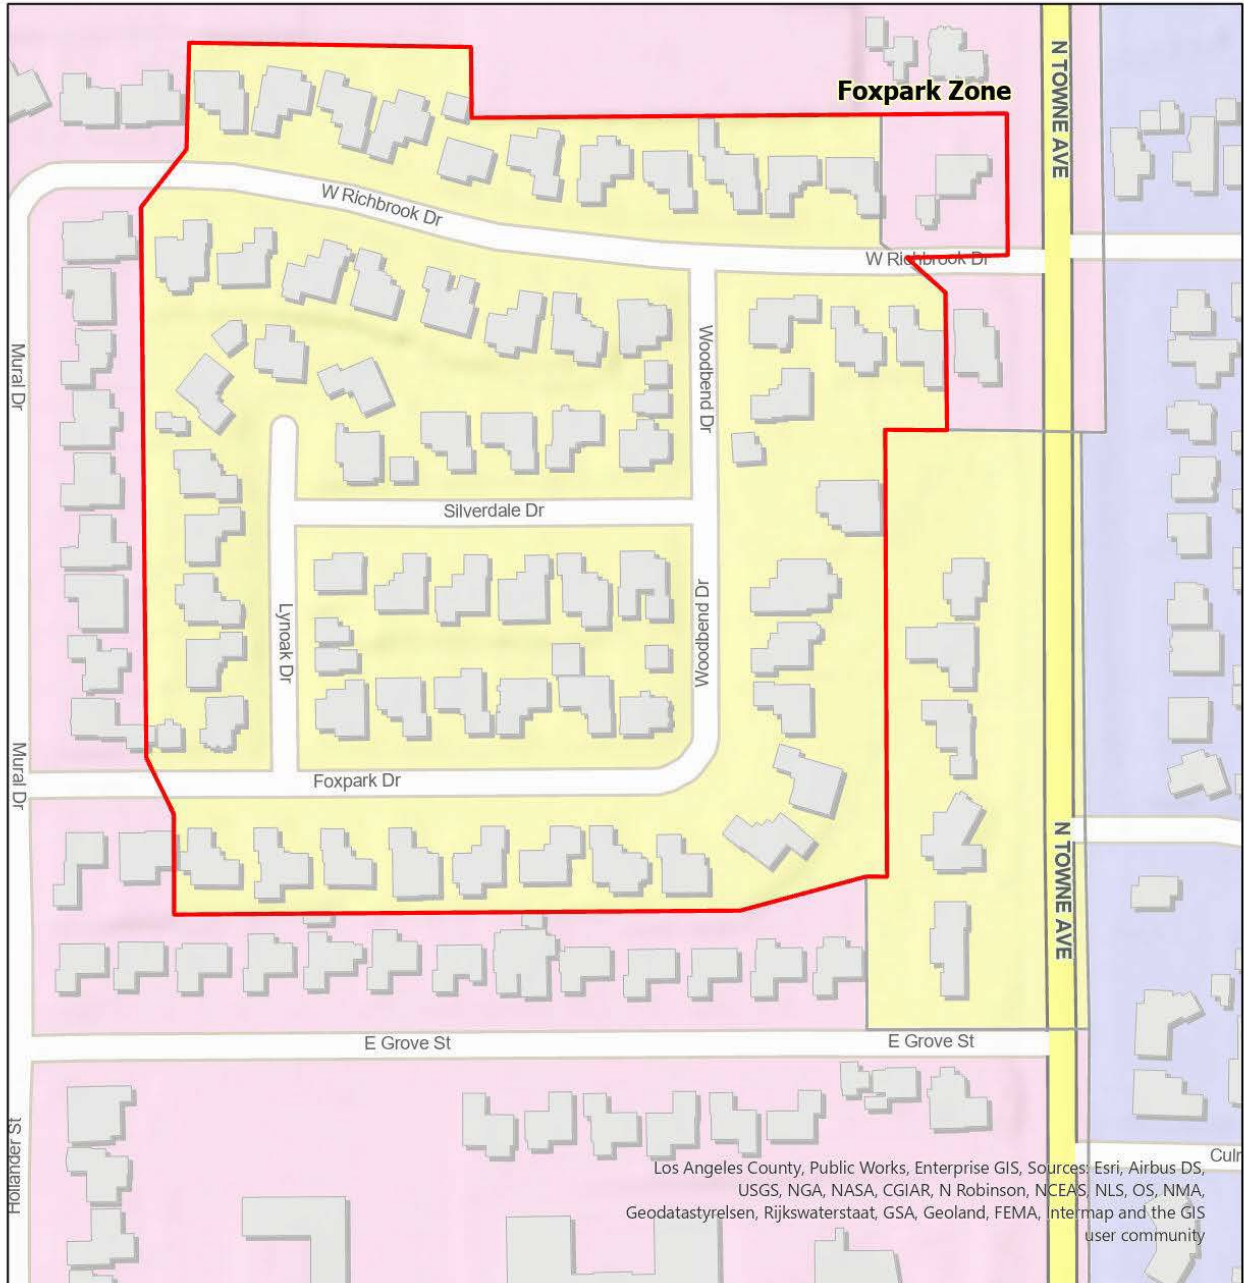 N TOWNE AVE
Foxpark Zone
W Richbrook Dr
W Richbrook Dr
Mural Dr
Woodbend Dr
Silverdale Dr
Woodbend Dr
Lynoak Dr
Mural Dr
Foxpark Dr
N TOWNE AVE
E Grove St
E Grove St
Hollander St
Culr
Los Angeles County, Public Works, Enterprise GIS, Sources: Esri, Airbus DS,
USGS, NGA, NASA, CGIAR, N Robinson, NCEAS, NLS, OS, NMA,
Geodatastyrelsen, Rijkswaterstaat, GSA, Geoland, FEMA, Intermap and the GIS
user community